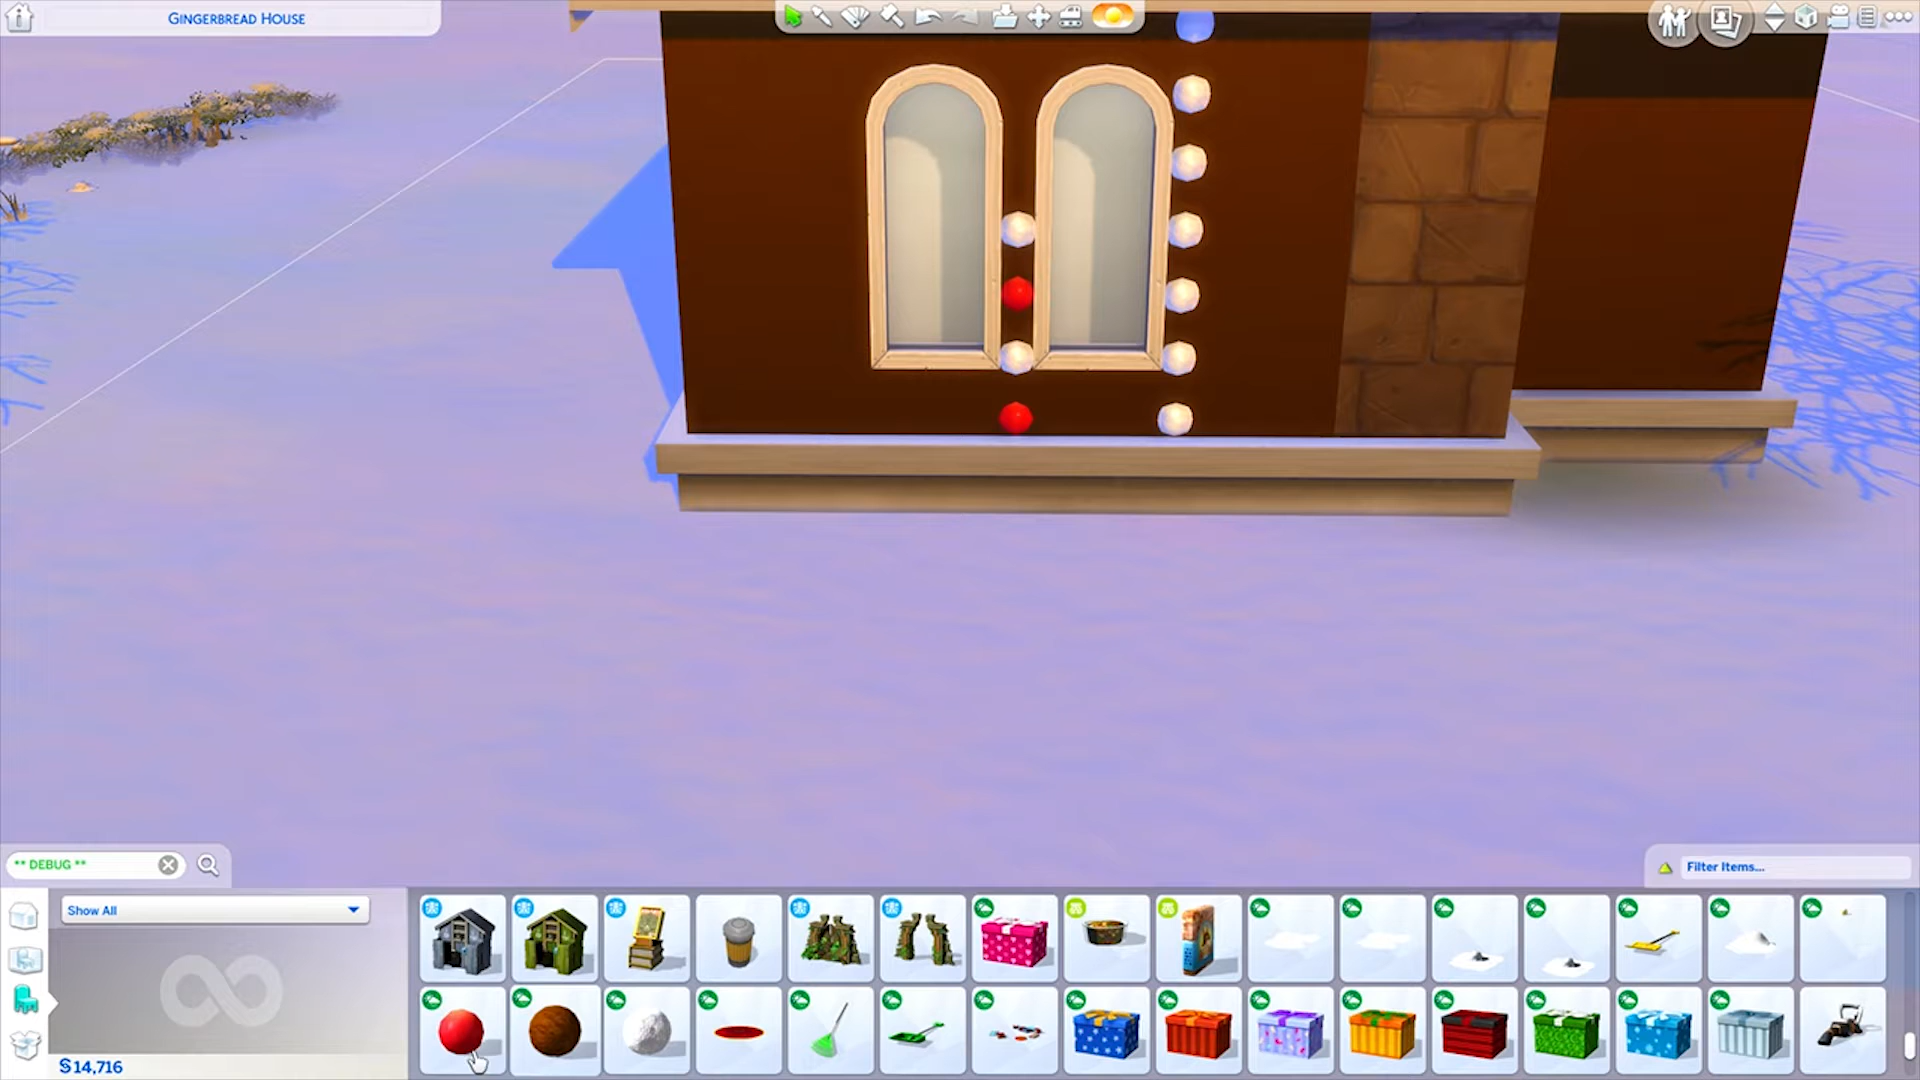 GINGERBREAD HOUSE
** DEBUG **
Filter Items...
Show All
§14,716